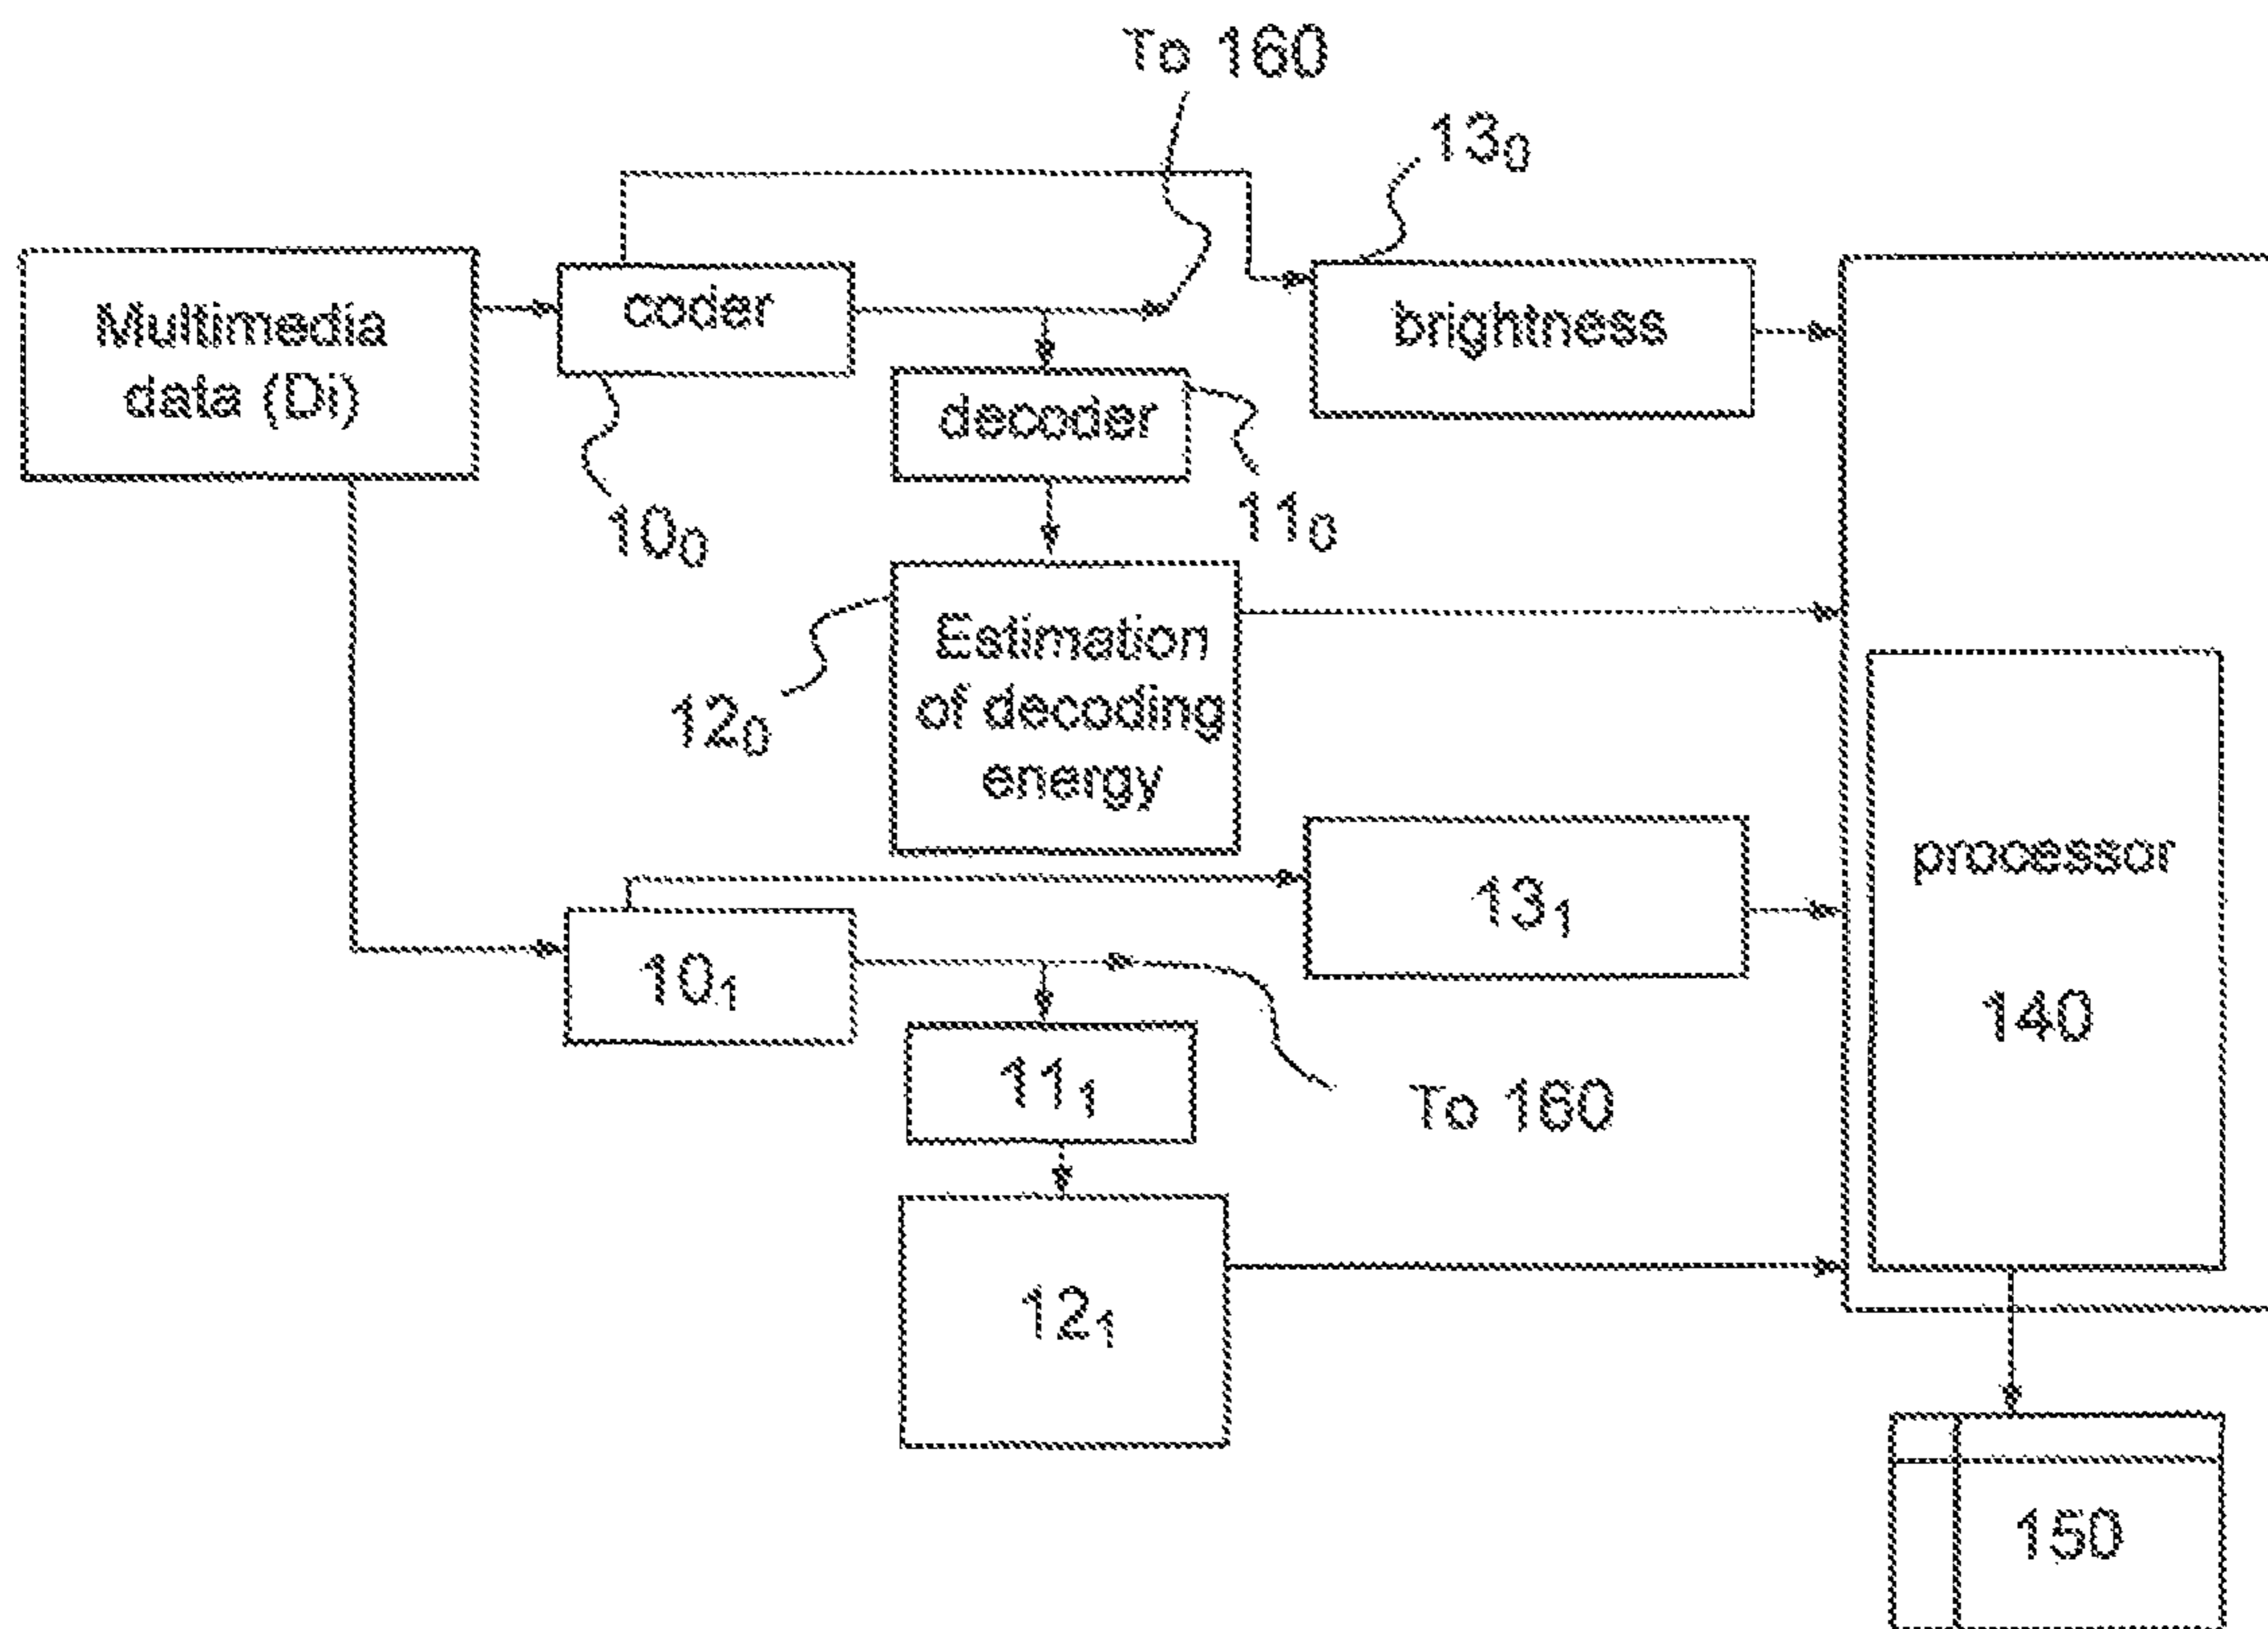 To 160
13₀
Multimedia
data (Di)
coder
brightness
decoder
10₀
11₀
Estimation
of decoding
energy
12₀
processor
140
13₁
10₁
11₁
To 160
12₁
150